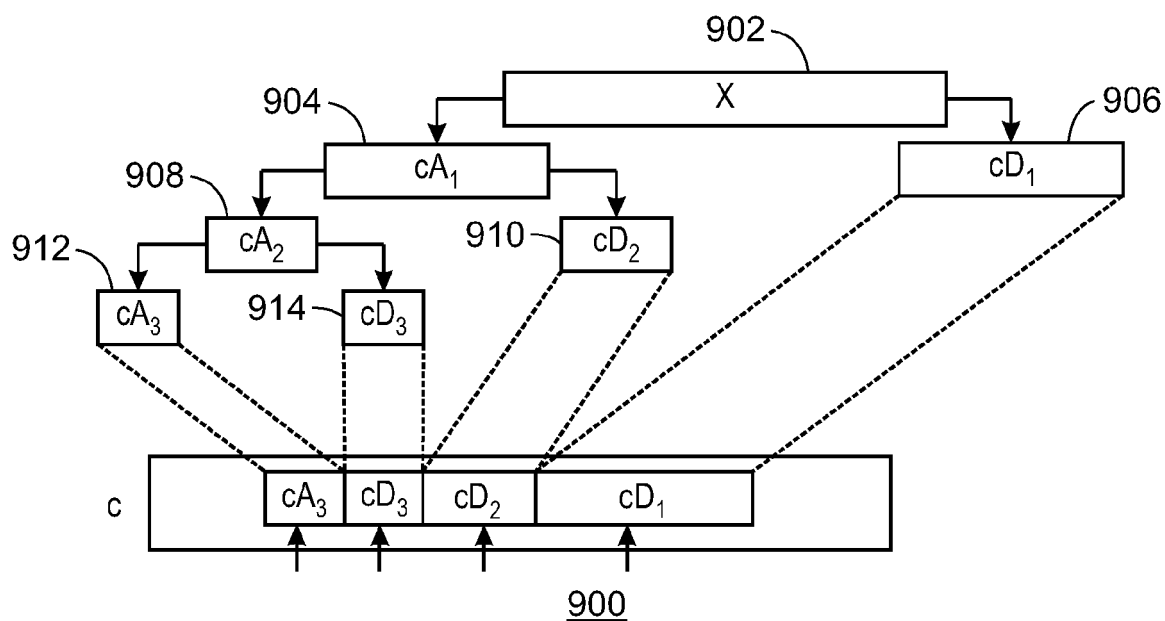 902
X
904
906
cA₁
cD₁
908
cA₂
910
cD₂
912
cA₃
914
cD₃
c
cA₃ cD₃ cD₂ cD₁
900